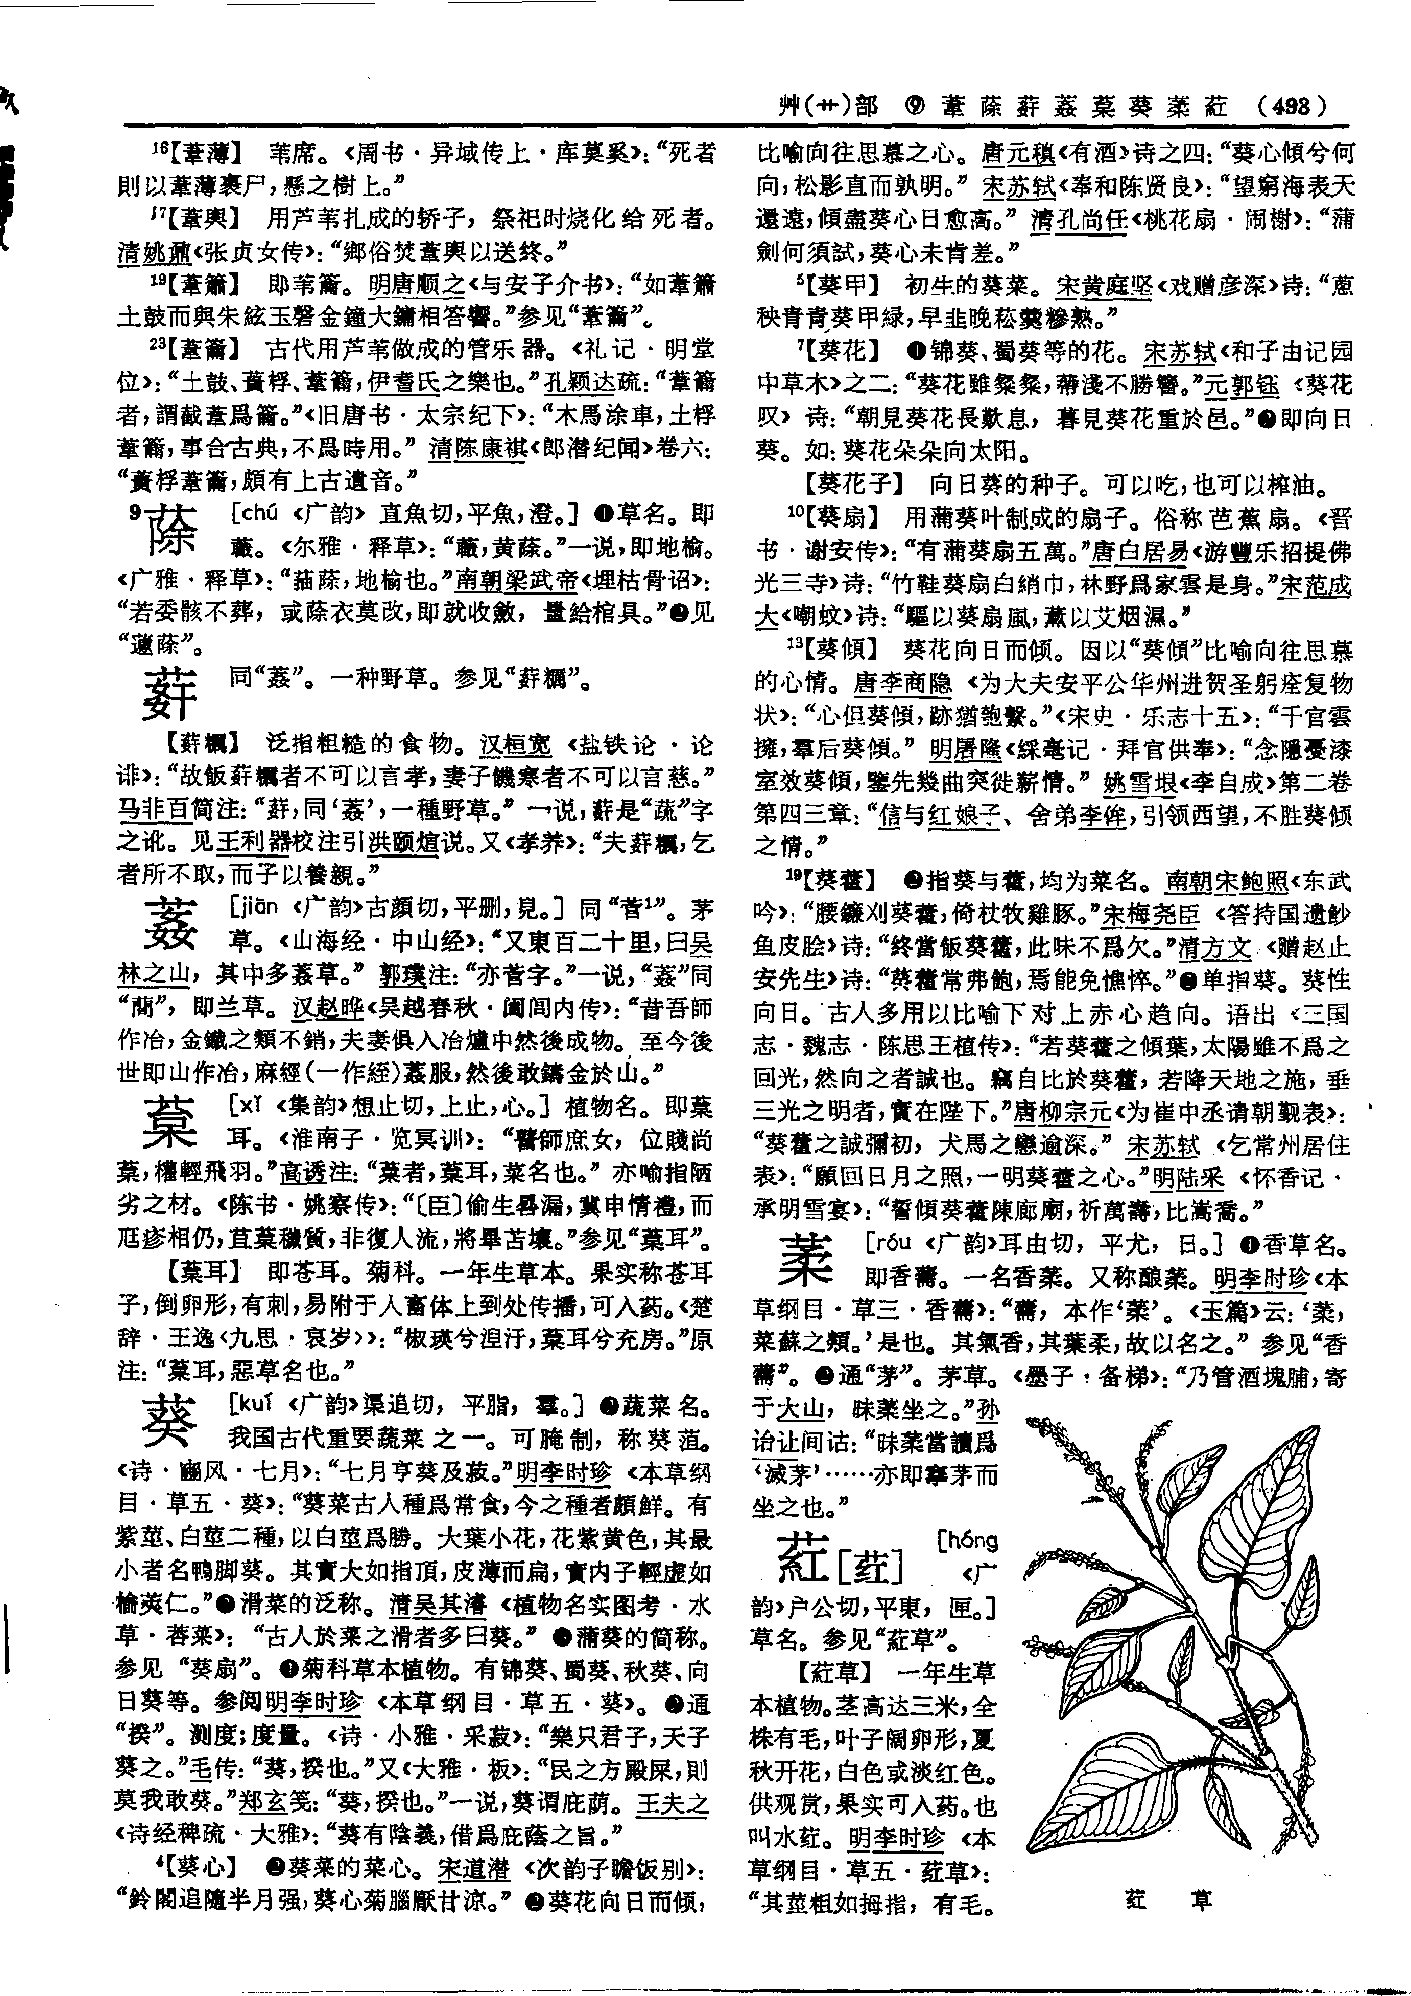 艸(艹)部 ⑨ 葦蒢蓒葌葈葵葇葒 (493)
16【葦薄】 苇席。《周书·异域传上·库莫奚》：“死者
則以葦薄裹尸，懸之樹上。”
17【葦輿】 用芦苇扎成的轿子，祭祀时烧化给死者。
清姚鼐《张贞女传》：“鄉俗焚葦輿以送終。”
19【葦簫】 即苇籥。明唐顺之《与安子介书》：“如葦簫
土鼓而與朱絃玉磬金鐘大鏞相答響。”参见“葦籥”。
23【葦籥】 古代用芦苇做成的管乐器。《礼记·明堂
位》：“土鼓、蕢桴、葦籥，伊耆氏之樂也。”孔颖达疏：“葦籥
者，謂截葦爲籥。”《旧唐书·太宗纪下》：“木馬涂車，土桴
葦籥，事合古典，不爲時用。” 清陈康祺《郎潜纪闻》卷六：
“蕢桴葦籥，頗有上古遺音。”
9蒢 [chú 《广韵》 直魚切，平魚，澄。] ❶草名。即
蘵。《尔雅·释草》：“蘵，黄蒢。”一说，即地榆。
《广雅·释草》：“菗蒢，地榆也。”南朝梁武帝《埋枯骨诏》：
“若委骸不葬，或蒢衣莫改，即就收斂，量給棺具。”❷见
“蘧蒢”。
同“葌”。一种野草。参见“糲”。
泛指粗糙的食物。汉桓宽《盐铁论·论
诽》：“故飯糲者不可以言孝，妻子饑寒者不可以言慈。”
马非百简注：“同‘葌’，一種野草。” 一说，是“蔬”字
之讹。见王利器校注引洪颐煊说。又《孝养》：“夫糲，乞
者所不取，而子以養親。”
葌 [jiān 《广韵》古顏切，平删，見。] 同“菅1”。茅
草。《山海经·中山经》：“又東百二十里，曰吴
林之山，其中多葌草。” 郭璞注：“亦菅字。”一说，“葌”同
“蕳”，即兰草。汉赵晔《吴越春秋·阖闾内传》：“昔吾師
作冶，金鐵之類不銷，夫妻俱入冶爐中然後成物。至今後
世即山作冶，麻絰(一作絰)葌服，然後敢鑄金於山。”
葈 [xǐ 《集韵》想止切，上止，心。] 植物名。即葈
耳。《淮南子·览冥训》：“瞽師庶女，位賤尚
葈，權輕飛羽。”高诱注：“葈者，葈耳，菜名也。” 亦喻指陋
劣之材。《陈书·姚察传》：“〔臣〕偷生晷漏，冀申情禮，而
尫疹相仍，苴葈穢質，非復人流，將畢苫壤。”参见“葈耳”。
【葈耳】 即苍耳。菊科。一年生草本。果实称苍耳
子，倒卵形，有刺，易附于人畜体上到处传播，可入药。《楚
辞·王逸〈九思·哀岁〉》：“椒瑛兮湼汙，葈耳兮充房。”原
注：“葈耳，惡草名也。”
葵 [kuí 《广韵》渠追切，平脂，羣。] ❶蔬菜名。
我国古代重要蔬菜之一。可腌制，称葵菹。
《诗·豳风·七月》：“七月亨葵及菽。”明李时珍《本草纲
目·草五·葵》：“葵菜古人種爲常食，今之種者頗鮮。有
紫莖、白莖二種，以白莖爲勝。大葉小花，花紫黄色，其最
小者名鴨脚葵。其實大如指頂，皮薄而扁，實内子輕虚如
榆莢仁。”❷滑菜的泛称。清吴其濬《植物名实图考·水
草·莕菜》：“古人於菜之滑者多曰葵。” ❸蒲葵的简称。
参见 “葵扇”。❹菊科草本植物。有锦葵、蜀葵、秋葵、向
日葵等。参阅明李时珍《本草纲目·草五·葵》。❺通
“揆”。测度；度量。《诗·小雅·采菽》：“樂只君子，天子
葵之。”毛传：“葵，揆也。”又《大雅·板》：“民之方殿屎，則
莫我敢葵。”郑玄笺：“葵，揆也。”一说，葵谓庇荫。王夫之
《诗经稗疏·大雅》：“葵有陰義，借爲庇蔭之旨。”
4【葵心】 ❶葵菜的菜心。宋道潜《次韵子瞻饭别》：
“鈴閣追隨半月强，葵心菊腦厭甘凉。” ❷葵花向日而倾，
比喻向往思慕之心。唐元稹《有酒》诗之四：“葵心傾兮何
向，松影直而孰明。” 宋苏轼《奉和陈贤良》：“望窮海表天
還遠，傾盡葵心日愈高。” 清孔尚任《桃花扇·闹榭》：“蒲
劍何須試，葵心未肯差。”
5【葵甲】 初生的葵菜。宋黄庭坚《戏赠彦深》诗：“葱
秧青青葵甲緑，早韭晚菘羹糝熟。”
7【葵花】 ❶锦葵、蜀葵等的花。宋苏轼《和子由记园
中草木》之二：“葵花雖粲粲，蒂淺不勝簪。”元郭钰《葵花
叹》诗：“朝見葵花長歎息，暮見葵花重於邑。”❷即向日
葵。如：葵花朵朵向太阳。
【葵花子】 向日葵的种子。可以吃，也可以榨油。
10【葵扇】 用蒲葵叶制成的扇子。俗称芭蕉扇。《晋
书·谢安传》：“有蒲葵扇五萬。”唐白居易《游豐乐招提佛
光三寺》诗：“竹鞋葵扇白綃巾，林野爲家雲是身。”宋范成
大《嘲蚊》诗：“驅以葵扇風，薰以艾烟濕。”
13【葵傾】 葵花向日而倾。因以“葵傾”比喻向往思慕
的心情。唐李商隐《为大夫安平公华州进贺圣躬痊复物
状》：“心但葵傾，跡猶匏繫。”《宋史·乐志十五》：“千官雲
擁，羣后葵傾。” 明屠隆《綵毫记·拜官供奉》：“念隱憂漆
室效葵傾，鑒先幾曲突徙薪情。” 姚雪垠《李自成》第二卷
第四三章：“信与红娘子、舍弟李侔，引领西望，不胜葵倾
之情。”
19【葵藿】 ❶指葵与藿，均为菜名。南朝宋鲍照《东武
吟》：“腰鐮刈葵藿，倚杖牧雞豚。”宋梅尧臣《答持国遗魦
鱼皮脍》诗：“終當飯葵藿，此味不爲欠。”清方文《赠赵止
安先生》诗：“葵藿常弗飽，焉能免憔悴。”❷单指葵。葵性
向日。古人多用以比喻下对上赤心趋向。语出《三国
志·魏志·陈思王植传》：“若葵藿之傾葉，太陽雖不爲之
回光，然向之者誠也。竊自比於葵藿，若降天地之施，垂
三光之明者，實在陛下。”唐柳宗元《为崔中丞请朝觐表》：
“葵藿之誠彌初，犬馬之戀逾深。” 宋苏轼《乞常州居住
表》：“願回日月之照，一明葵藿之心。”明陆采《怀香记·
承明雪宴》：“誓傾葵藿陳廊廟，祈萬壽，比嵩喬。”
葇 [róu 《广韵》耳由切，平尤，日。] ❶香草名。
即香薷。一名香葇。又称酿菜。明李时珍《本
草纲目·草三·香薷》：“薷，本作‘葇’。《玉篇》云：‘葇，
菜蘇之類。’是也。其氣香，其葉柔，故以名之。” 参见“香
薷”。❷通“茅”。茅草。《墨子·备梯》：“乃管酒塊脯，寄
于大山，昧葇坐之。”孙
诒让间诂：“昧葇當讀爲
‘滅茅’……亦即搴茅而
坐之也。”
葒[荭] [hóng
《广
韵》户公切，平東，匣。]
草名。参见“葒草”。
【葒草】 一年生草
本植物。茎高达三米，全
株有毛，叶子阔卵形，夏
秋开花，白色或淡红色。
供观赏，果实可入药。也
叫水荭。明李时珍《本
草纲目·草五·荭草》：
“其莖粗如拇指，有毛。
葒 草